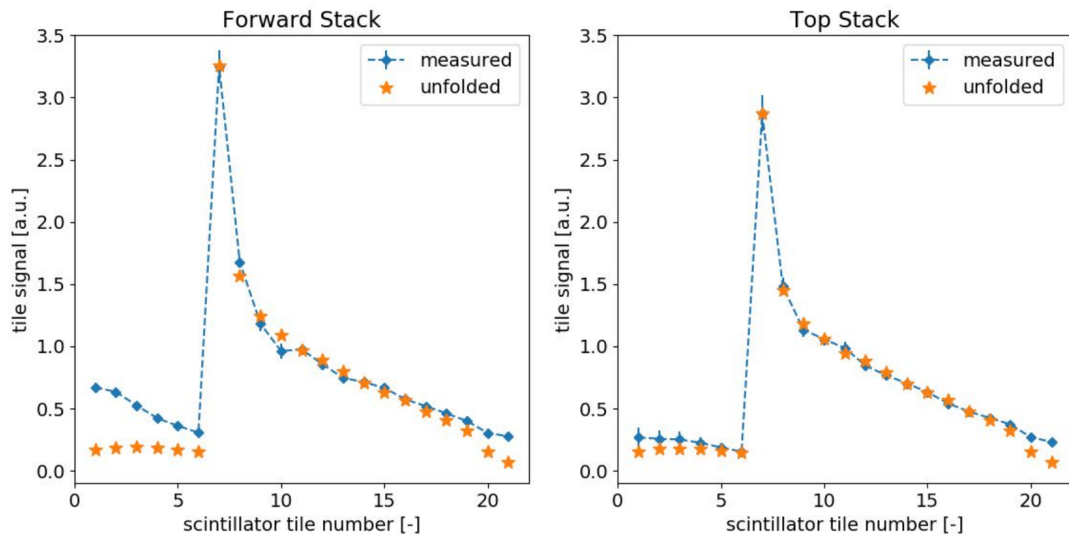 Forward Stack
3.5
3.0
2.5
2.0
1.5
1.0
0.5
0.0
tile signal [a.u.]
measured
unfolded
0 5 10 15 20
scintillator tile number [-]
Top Stack
3.5
3.0
2.5
2.0
1.5
1.0
0.5
0.0
tile signal [a.u.]
measured
unfolded
0 5 10 15 20
scintillator tile number [-]